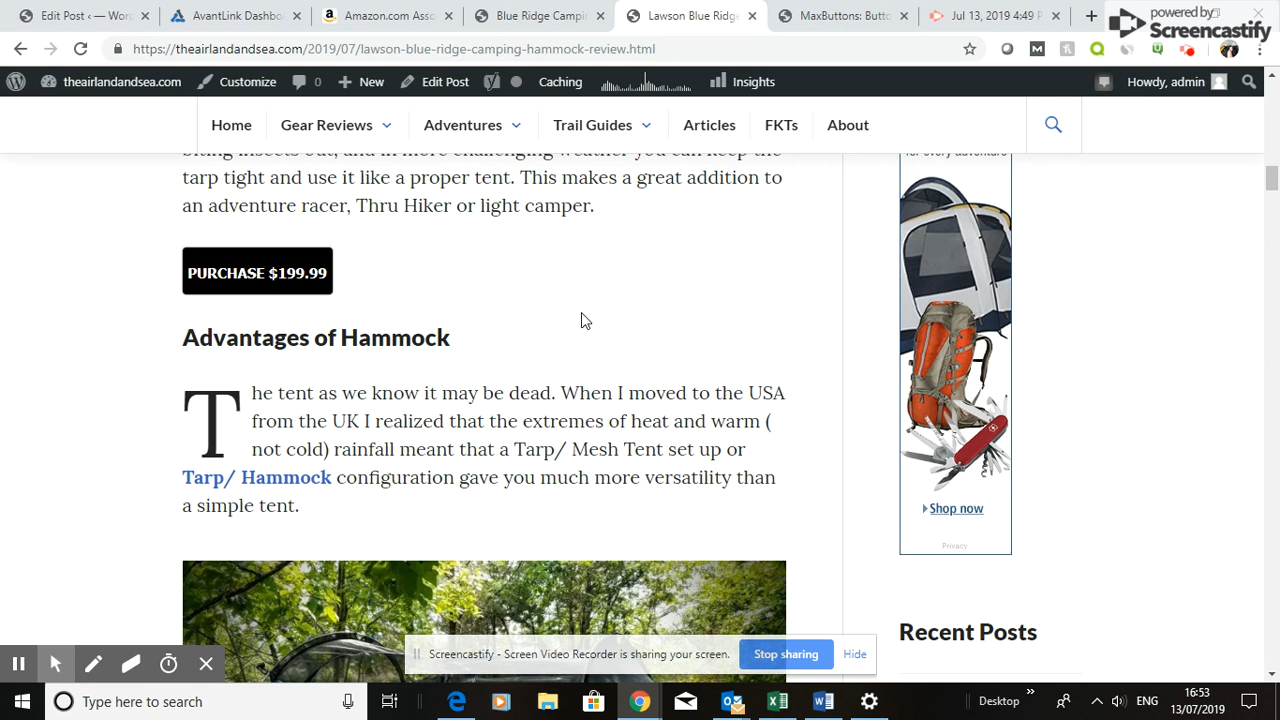 Edit Post ‹ — Word
AvantLink Dashbo
Amazon.com Asso
Blue Ridge Campi
Lawson Blue Ridge
MaxButtons: Butto
Jul 13, 2019 4:49 P
powered by
Screencastify
https://theairlandandsea.com/2019/07/lawson-blue-ridge-camping-hammock-review.html
theairlandandsea.com
Customize
0
New
Edit Post
Caching
Insights
Howdy, admin
Home
Gear Reviews
Adventures
Trail Guides
Articles
FKTs
About
biting insects out, and in more challenging weather you can keep the
tarp tight and use it like a proper tent. This makes a great addition to
an adventure racer, Thru Hiker or light camper.
PURCHASE $199.99
Advantages of Hammock
The tent as we know it may be dead. When I moved to the USA
from the UK I realized that the extremes of heat and warm (
not cold) rainfall meant that a Tarp/ Mesh Tent set up or
Tarp/ Hammock configuration gave you much more versatility than
a simple tent.
for every adventure
Shop now
Privacy
Recent Posts
Screencastify - Screen Video Recorder is sharing your screen.
Stop sharing
Hide
Type here to search
Desktop
ENG
16:53
13/07/2019